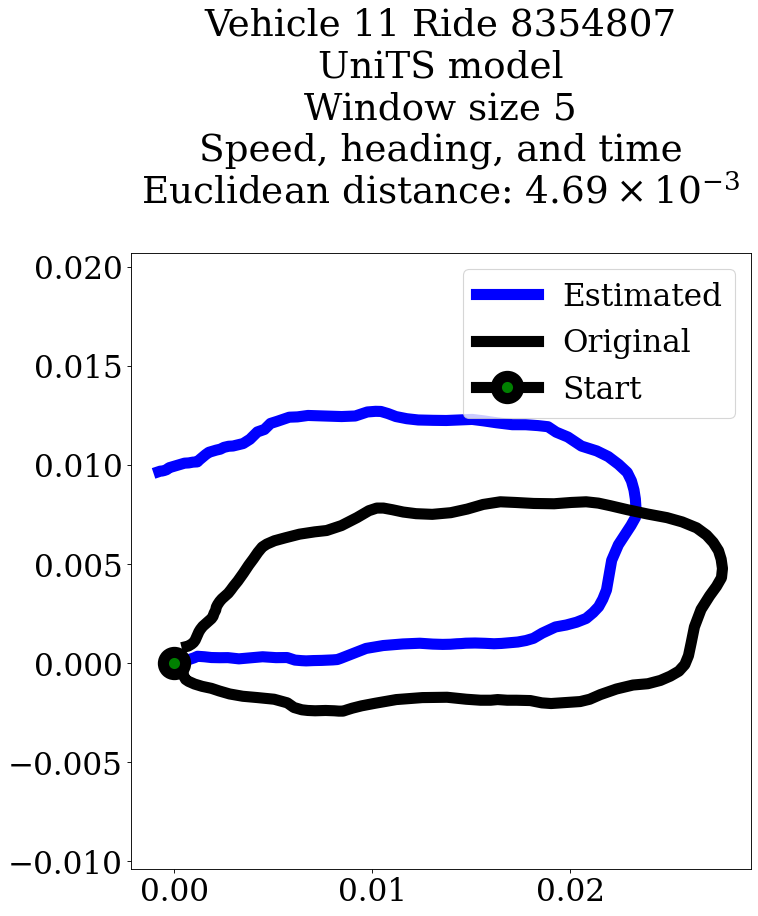 Vehicle 11 Ride 8354807
UniTS model
Window size 5
Speed, heading, and time
Euclidean distance: 4.69 × 10⁻³
0.020
Estimated
0.015
Original
Start
0.010
0.005
0.000
−0.005
−0.010
0.00 0.01 0.02